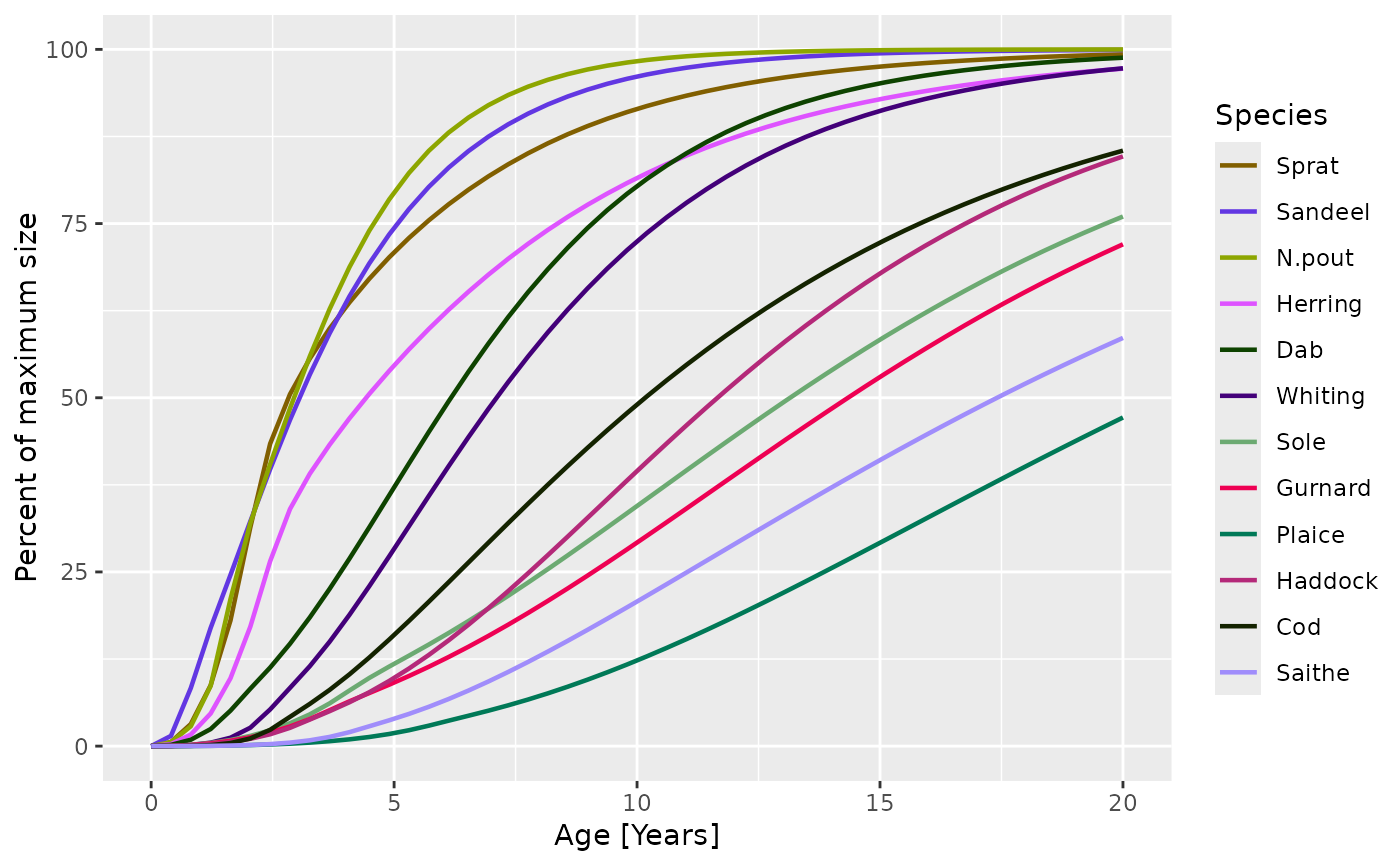 Percent of maximum size
100
75
50
25
0
0 5 10 15 20
Age [Years]
Species
Sprat
Sandeel
N.pout
Herring
Dab
Whiting
Sole
Gurnard
Plaice
Haddock
Cod
Saithe